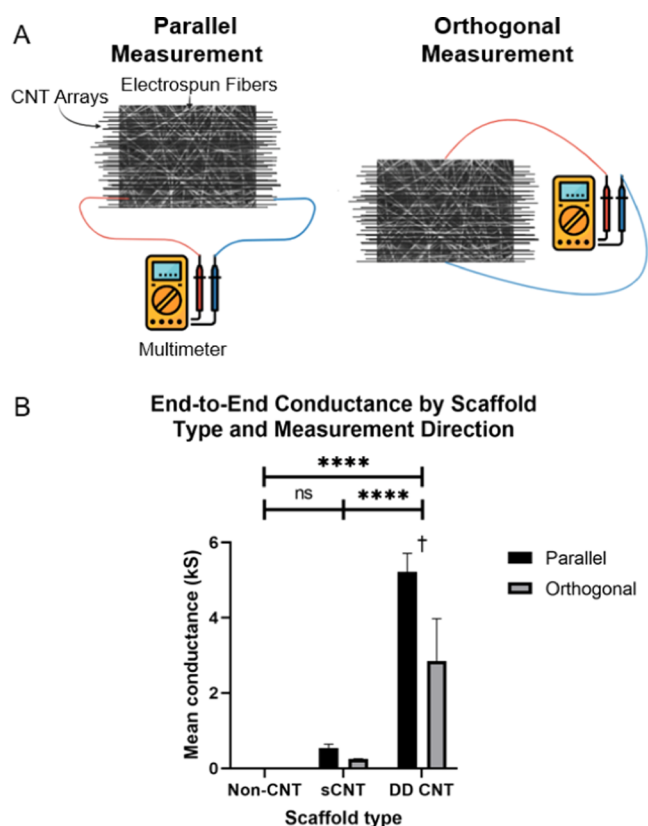 A
Parallel
Measurement
Orthogonal
Measurement
Electrospun Fibers
CNT Arrays
Multimeter
B
End-to-End Conductance by Scaffold
Type and Measurement Direction
****
ns
****
†
Mean conductance (kS)
6
4
2
0
Parallel
Orthogonal
Non-CNT
sCNT
DD CNT
Scaffold type